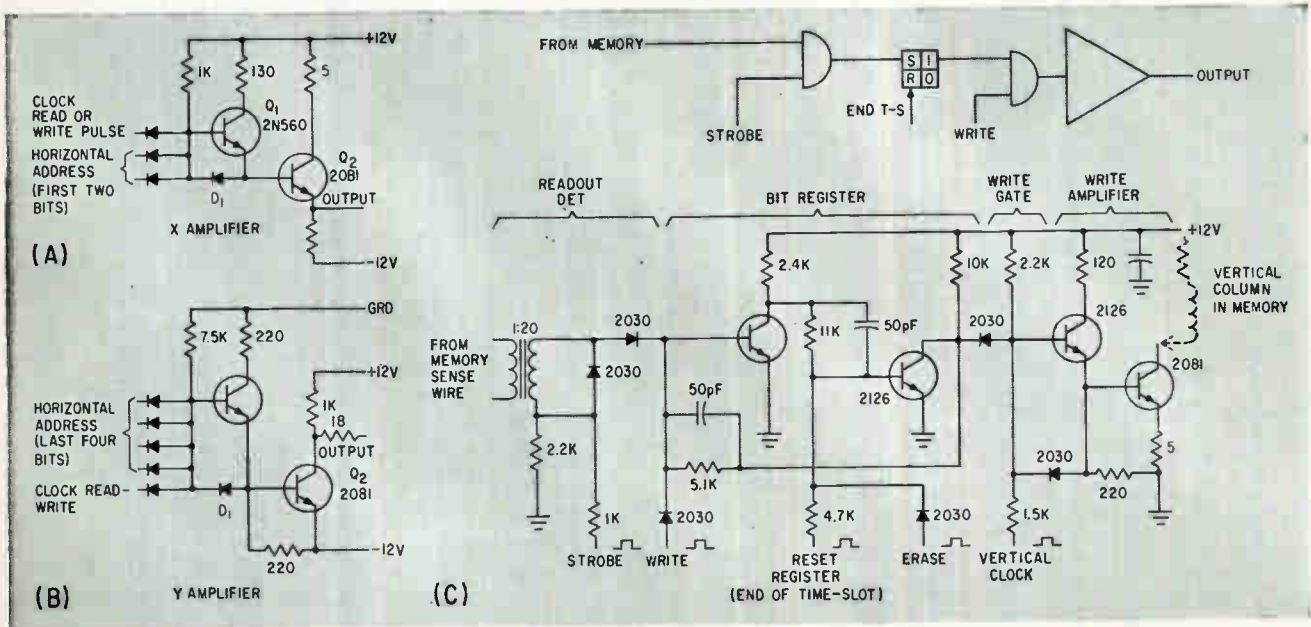 +12V
1K
130
5
CLOCK
READ OR
WRITE PULSE
Q1
2N560
HORIZONTAL
ADDRESS
(FIRST TWO
BITS)
D1
Q2
2081
OUTPUT
X AMPLIFIER
-12V
(A)
GRD
7.5K
220
+12V
1K
18
HORIZONTAL
ADDRESS
(LAST FOUR
BITS)
OUTPUT
Q2
2081
CLOCK READ-
WRITE
D1
220
-12V
(B)
Y AMPLIFIER
FROM MEMORY
STROBE
S 1
R 0
END T-S
WRITE
OUTPUT
READOUT
DET
BIT REGISTER
WRITE
GATE
WRITE
AMPLIFIER
+12V
2.4K
10K
2.2K
120
VERTICAL
COLUMN
IN MEMORY
1:20
2030
11K
50pF
2030
2126
FROM
MEMORY
SENSE
WIRE
2030
2081
50pF
2126
2.2K
5.1K
5
2030
220
1K
2030
4.7K
2030
1.5K
STROBE
WRITE
RESET
REGISTER
(END OF TIME-SLOT)
ERASE
VERTICAL
CLOCK
(C)